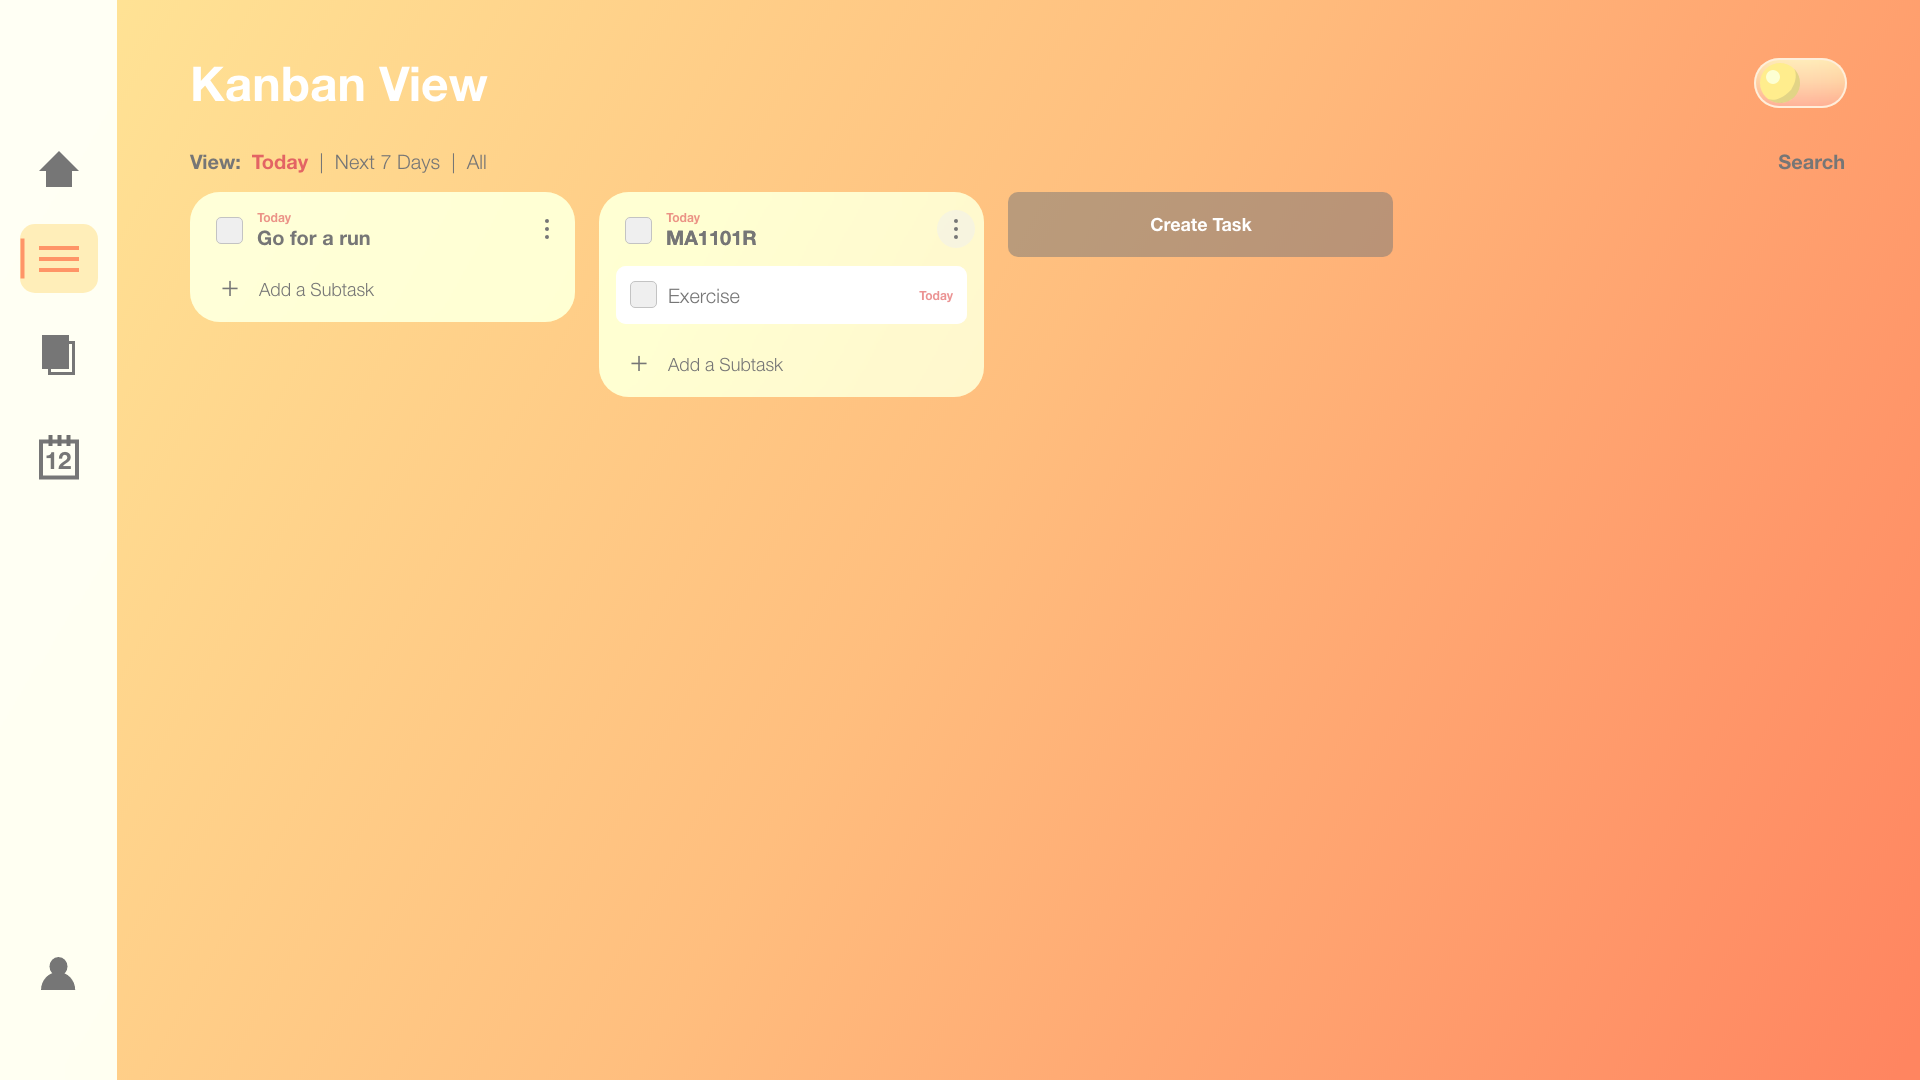 Kanban View
View: Today | Next 7 Days | All
Search
Today
Go for a run
Add a Subtask
Today
MA1101R
Exercise
Today
Add a Subtask
Create Task
12